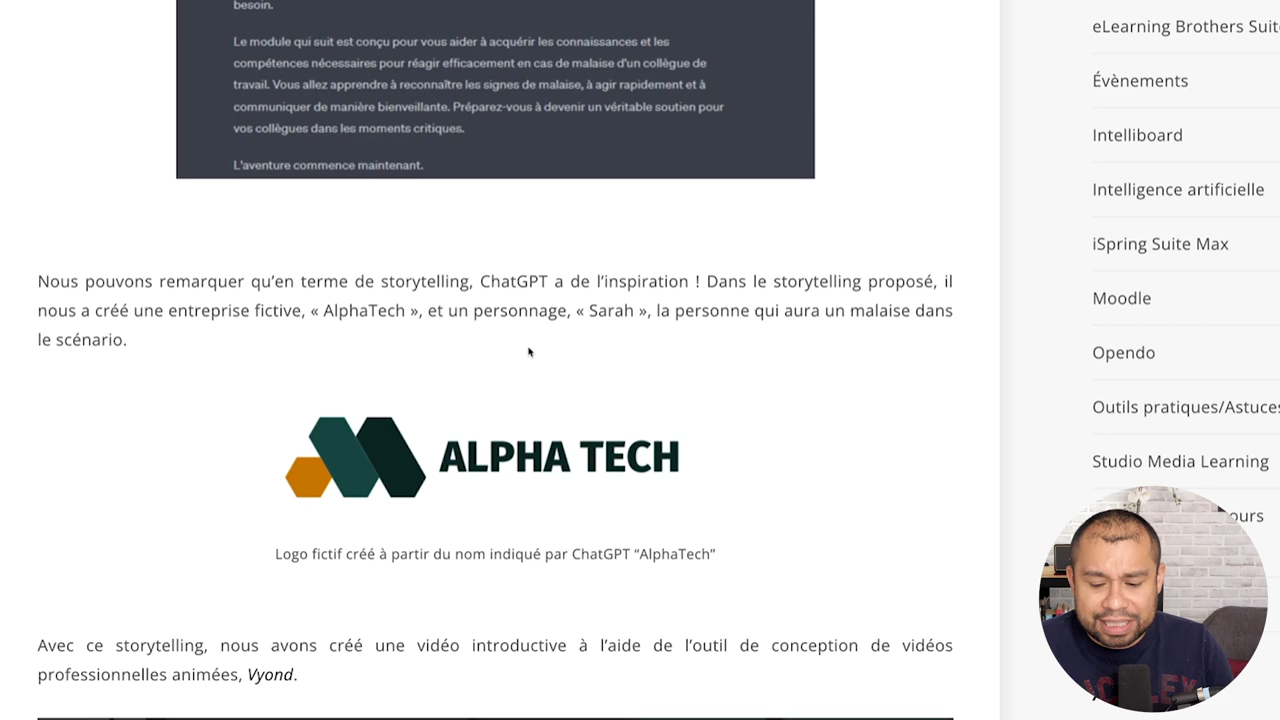 besoin.
Le module qui suit est conçu pour vous aider à acquérir les connaissances et les
compétences nécessaires pour réagir efficacement en cas de malaise d'un collègue de
travail. Vous allez apprendre à reconnaître les signes de malaise, à agir rapidement et à
communiquer de manière bienveillante. Préparez-vous à devenir un véritable soutien pour
vos collègues dans les moments critiques.
L'aventure commence maintenant.
Nous pouvons remarquer qu'en terme de storytelling, ChatGPT a de l'inspiration ! Dans le storytelling proposé, il
nous a créé une entreprise fictive, « AlphaTech », et un personnage, « Sarah », la personne qui aura un malaise dans
le scénario.
ALPHA TECH
Logo fictif créé à partir du nom indiqué par ChatGPT “AlphaTech”
Avec ce storytelling, nous avons créé une vidéo introductive à l'aide de l'outil de conception de vidéos
professionnelles animées, Vyond.
eLearning Brothers Suit
Évènements
Intelliboard
Intelligence artificielle
iSpring Suite Max
Moodle
Opendo
Outils pratiques/Astuces
Studio Media Learning
ours